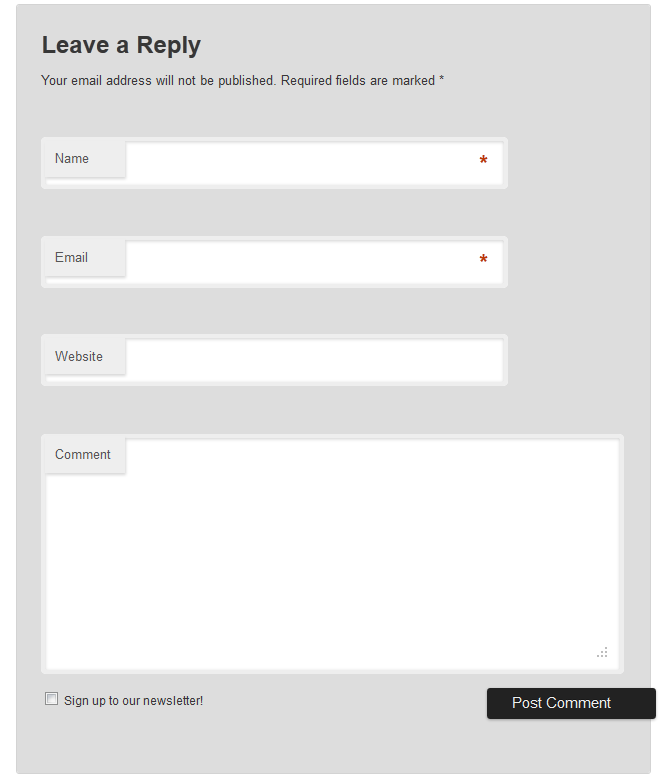 Leave a Reply
Your email address will not be published. Required fields are marked *
Name *
Email *
Website
Comment
Sign up to our newsletter! Post Comment